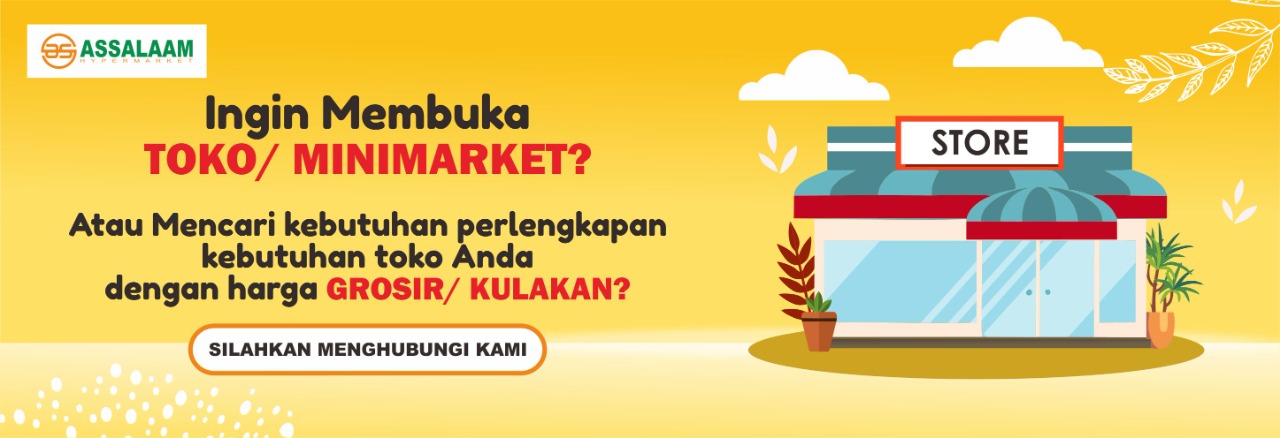 ASSALAAM
HYPERMARKET
Ingin Membuka
TOKO/ MINIMARKET?
Atau Mencari kebutuhan perlengkapan
kebutuhan toko Anda
dengan harga GROSIR/ KULAKAN?
SILAHKAN MENGHUBUNGI KAMI
STORE